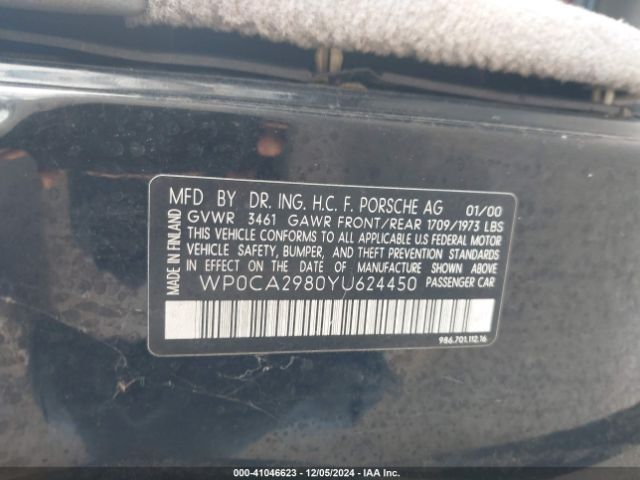 MFD BY DR. ING. H.C. F. PORSCHE AG 01/00
GVWR 3461 GAWR FRONT/REAR 1709/1973 LBS
THIS VEHICLE CONFORMS TO ALL APPLICABLE U.S FEDERAL MOTOR
VEHICLE SAFETY, BUMPER, AND THEFT PREVENTION STANDARDS
IN EFFECT ON THE DATE OF MANUFACTURE SHOWN ABOVE
WP0CA2980YU624450 PASSENGER CAR
MADE IN FINLAND
986.701.112.16
000-41046623 - 12/05/2024 - IAA Inc.